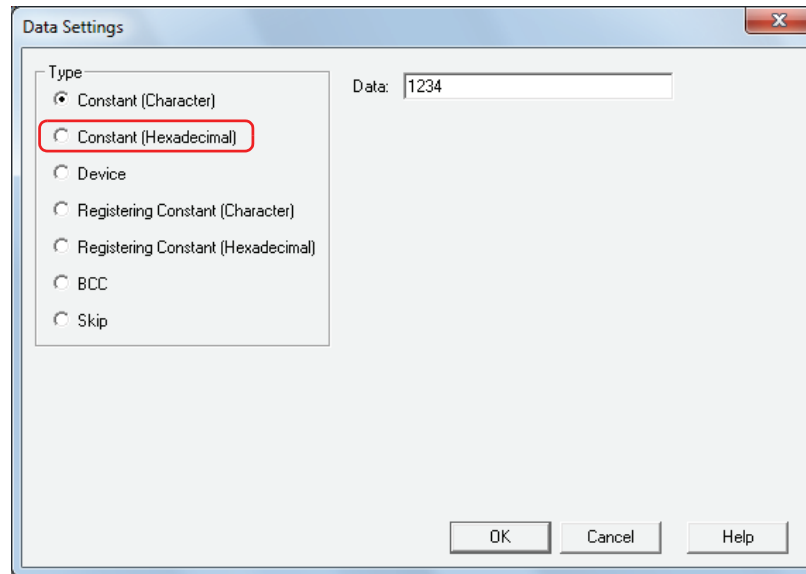 Data Settings
Type
Constant (Character)
Constant (Hexadecimal)
Device
Registering Constant (Character)
Registering Constant (Hexadecimal)
BCC
Skip
Data: 1234
OK Cancel Help